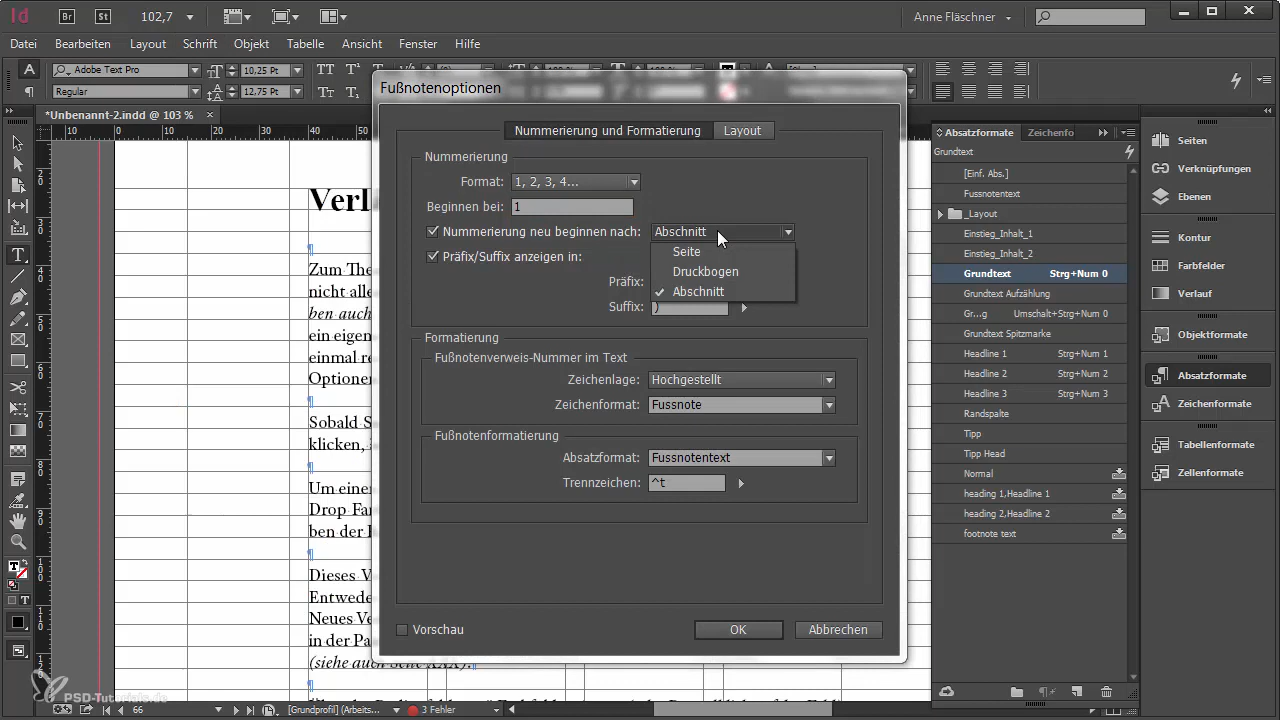 Id Br St 102,7 Anne Fläschner
Datei Bearbeiten Layout Schrift Objekt Tabelle Ansicht Fenster Hilfe
Adobe Text Pro 10,25 Pt
Regular 12,75 Pt
*Unbenannt-2.indd @ 103 %
Fußnotenoptionen
Nummerierung und Formatierung Layout
Nummerierung
Format: 1, 2, 3, 4...
Beginnen bei: 1
Nummerierung neu beginnen nach: Abschnitt
Seite
Druckbogen
Abschnitt
Präfix/Suffix anzeigen in:
Präfix:
Suffix: )
Formatierung
Fußnotenverweis-Nummer im Text
Zeichenlage: Hochgestellt
Zeichenformat: Fussnote
Fußnotenformatierung
Absatzformat: Fussnotentext
Trennzeichen: ^t
Vorschau OK Abbrechen
Zum The
nicht alle
ben auch
ein eigen
einmal re
Optionen
Sobald S
klicken,
Um einen
Drop Far
ben der
Dieses V
Entwede
Neues Ve
in der Pa
(siehe auch Seite XXX).
Absatzformate Zeichenfo
Grundtext
[Einf. Abs.]
Fussnotentext
_Layout
Einstieg_Inhalt_1
Einstieg_Inhalt_2
Grundtext Strg+Num 0
Grundtext Aufzählung
Gr...g Umschalt+Strg+Num 0
Grundtext Spitzmarke
Headline 1 Strg+Num 1
Headline 2 Strg+Num 2
Headline 3 Strg+Num 3
Randspalte
Tipp
Tipp Head
Normal
heading 1,Headline 1
heading 2,Headline 2
footnote text
Seiten
Verknüpfungen
Ebenen
Kontur
Farbfelder
Verlauf
Objektformate
Absatzformate
Zeichenformate
Tabellenformate
Zellenformate
PSD-Tutorials.de
66 [Grundprofil] (Arbeits... 3 Fehler